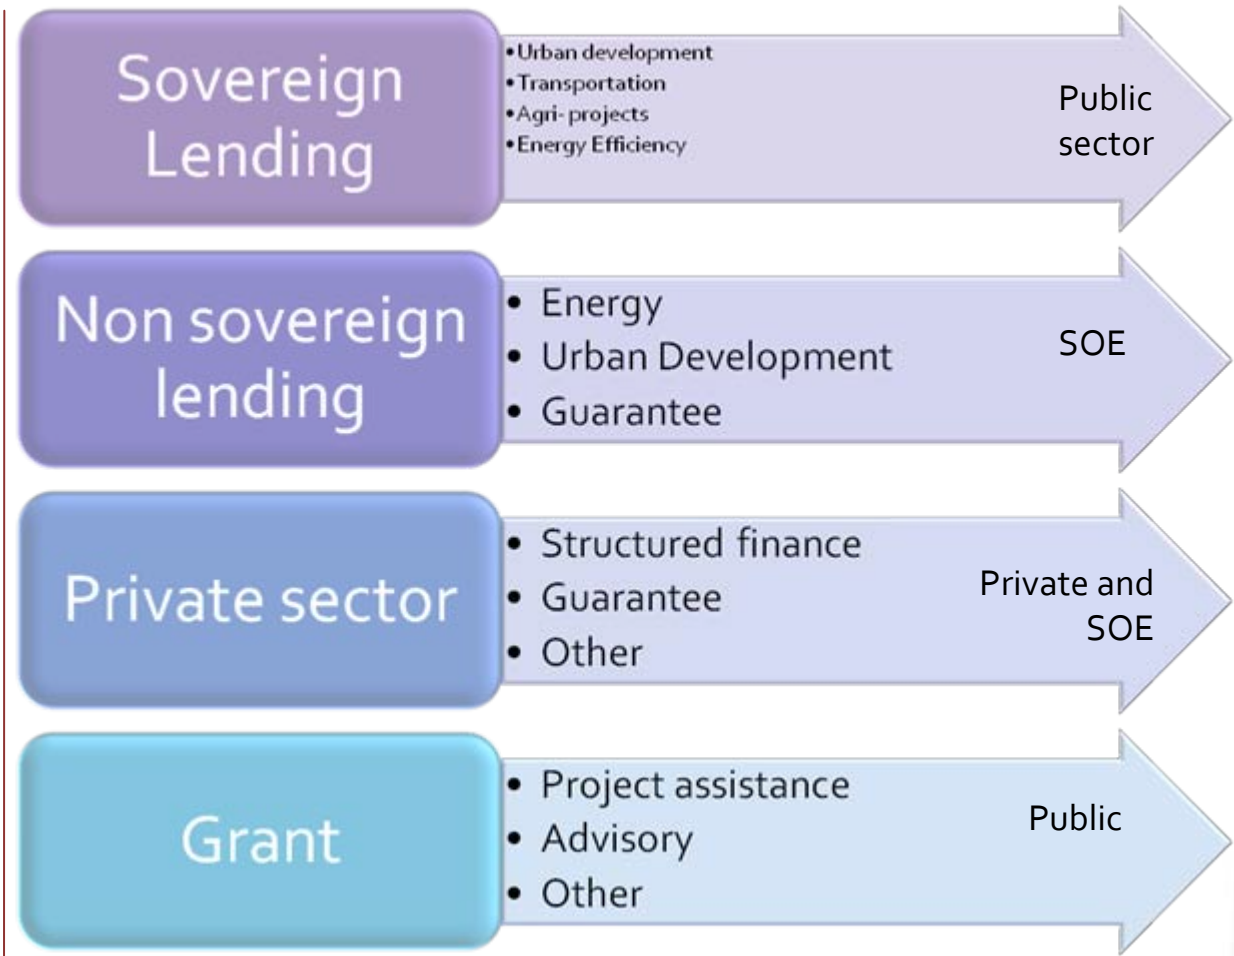 Sovereign
Lending
•Urban development
•Transportation
•Agri- projects
•Energy Efficiency
Public
sector
Non sovereign
lending
• Energy
• Urban Development
• Guarantee
SOE
Private sector
• Structured finance
• Guarantee
• Other
Private and
SOE
Grant
• Project assistance
• Advisory
• Other
Public